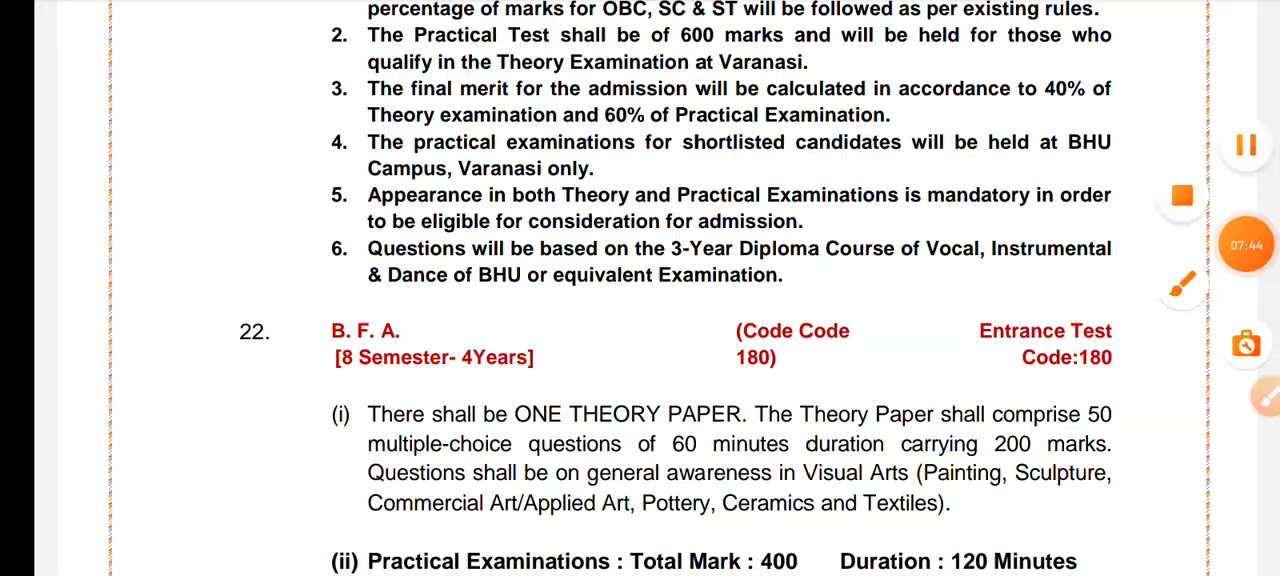 percentage of marks for OBC, SC & ST will be followed as per existing rules.
2. The Practical Test shall be of 600 marks and will be held for those who
qualify in the Theory Examination at Varanasi.
3. The final merit for the admission will be calculated in accordance to 40% of
Theory examination and 60% of Practical Examination.
4. The practical examinations for shortlisted candidates will be held at BHU
Campus, Varanasi only.
5. Appearance in both Theory and Practical Examinations is mandatory in order
to be eligible for consideration for admission.
6. Questions will be based on the 3-Year Diploma Course of Vocal, Instrumental
& Dance of BHU or equivalent Examination.
07:44
22. B. F. A. (Code Code Entrance Test
[8 Semester- 4Years] 180) Code:180
(i) There shall be ONE THEORY PAPER. The Theory Paper shall comprise 50
multiple-choice questions of 60 minutes duration carrying 200 marks.
Questions shall be on general awareness in Visual Arts (Painting, Sculpture,
Commercial Art/Applied Art, Pottery, Ceramics and Textiles).
(ii) Practical Examinations : Total Mark : 400 Duration : 120 Minutes